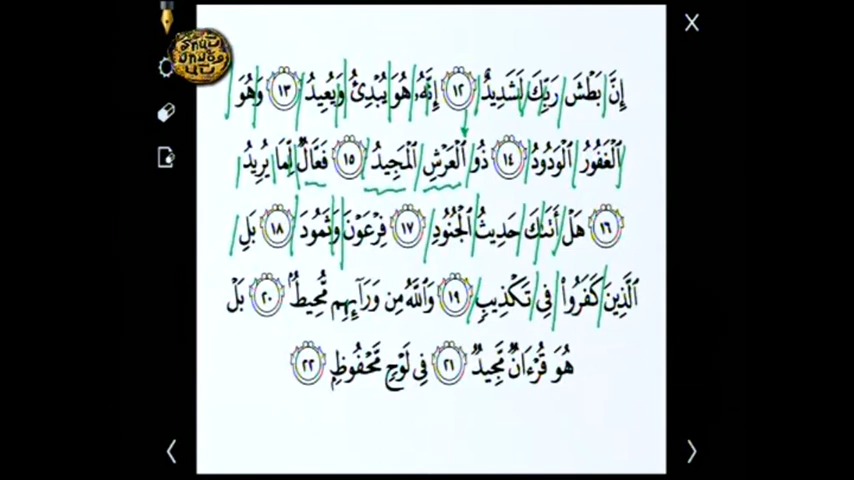 إِنَّ بَطْشَ رَبِّكَ لَشَدِيدٌ ١٢ إِنَّهُۥ هُوَ يُبْدِئُ وَيُعِيدُ ١٣ وَهُوَ
ٱلْغَفُورُ ٱلْوَدُودُ ١٤ ذُو ٱلْعَرْشِ ٱلْمَجِيدُ ١٥ فَعَّالٌ لِّمَا يُرِيدُ
١٦ هَلْ أَتَىٰكَ حَدِيثُ ٱلْجُنُودِ ١٧ فِرْعَوْنَ وَثَمُودَ ١٨ بَلِ
ٱلَّذِينَ كَفَرُوا۟ فِى تَكْذِيبٍ ١٩ وَٱللَّهُ مِن وَرَآئِهِم مُّحِيطٌۢ ٢٠ بَلْ
هُوَ قُرْءَانٌ مَّجِيدٌ ٢١ فِى لَوْحٍ مَّحْفُوظٍۭ ٢٢